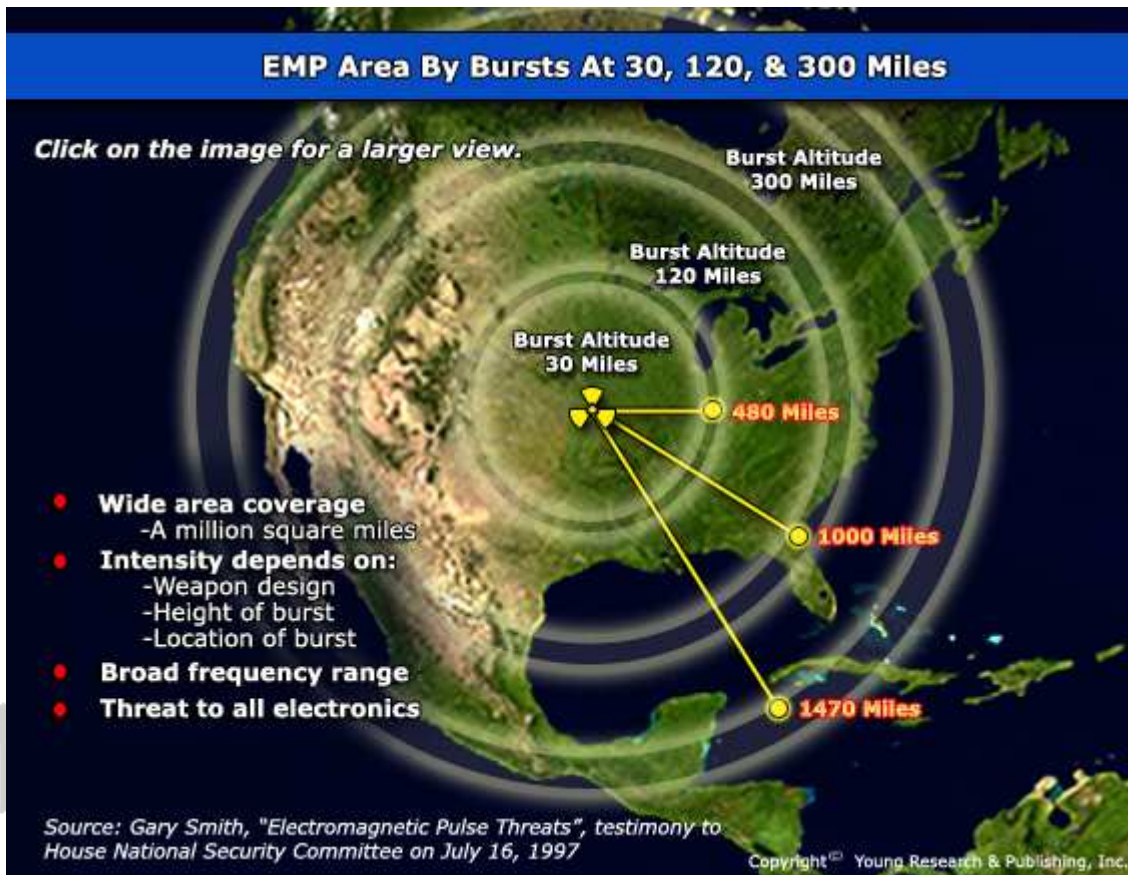 EMP Area By Bursts At 30, 120, & 300 Miles
Click on the image for a larger view.
Burst Altitude
300 Miles
Burst Altitude
120 Miles
Burst Altitude
30 Miles
480 Miles
1000 Miles
1470 Miles
Wide area coverage
-A million square miles
Intensity depends on:
-Weapon design
-Height of burst
-Location of burst
Broad frequency range
Threat to all electronics
Source: Gary Smith, “Electromagnetic Pulse Threats”, testimony to
House National Security Committee on July 16, 1997
Copyright© Young Research & Publishing, Inc.